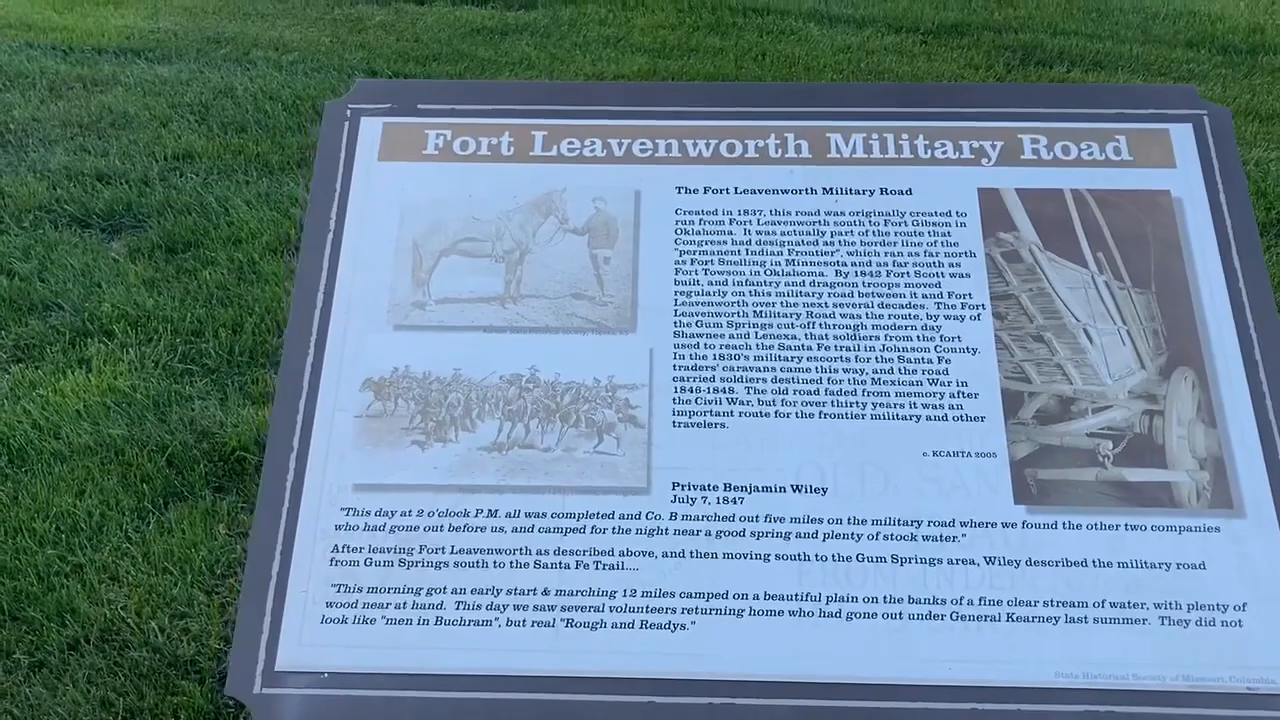 Fort Leavenworth Military Road
The Fort Leavenworth Military Road
Created in 1837, this road was originally created to
run from Fort Leavenworth south to Fort Gibson in
Oklahoma. It was actually part of the route that
Congress had designated as the border line of the
"permanent Indian Frontier", which ran as far north
as Fort Snelling in Minnesota and as far south as
Fort Towson in Oklahoma. By 1842 Fort Scott was
built, and infantry and dragoon troops moved
regularly on this military road between it and Fort
Leavenworth over the next several decades. The Fort
Leavenworth Military Road was the route, by way of
the Gum Springs cut-off through modern day
Shawnee and Lenexa, that soldiers from the fort
used to reach the Santa Fe trail in Johnson County.
In the 1830's military escorts for the Santa Fe
traders' caravans came this way, and the road
carried soldiers destined for the Mexican War in
1846-1848. The old road faded from memory after
the Civil War, but for over thirty years it was an
important route for the frontier military and other
travelers.
c. KCAHTA 2005
Kansas State Historical Society, Topeka, KS
Private Benjamin Wiley
July 7, 1847
"This day at 2 o'clock P.M. all was completed and Co. B marched out five miles on the military road where we found the other two companies
who had gone out before us, and camped for the night near a good spring and plenty of stock water."
After leaving Fort Leavenworth as described above, and then moving south to the Gum Springs area, Wiley described the military road
from Gum Springs south to the Santa Fe Trail....
"This morning got an early start & marching 12 miles camped on a beautiful plain on the banks of a fine clear stream of water, with plenty of
wood near at hand. This day we saw several volunteers returning home who had gone out under General Kearney last summer. They did not
look like "men in Buchram", but real "Rough and Readys."
State Historical Society of Missouri, Columbia,